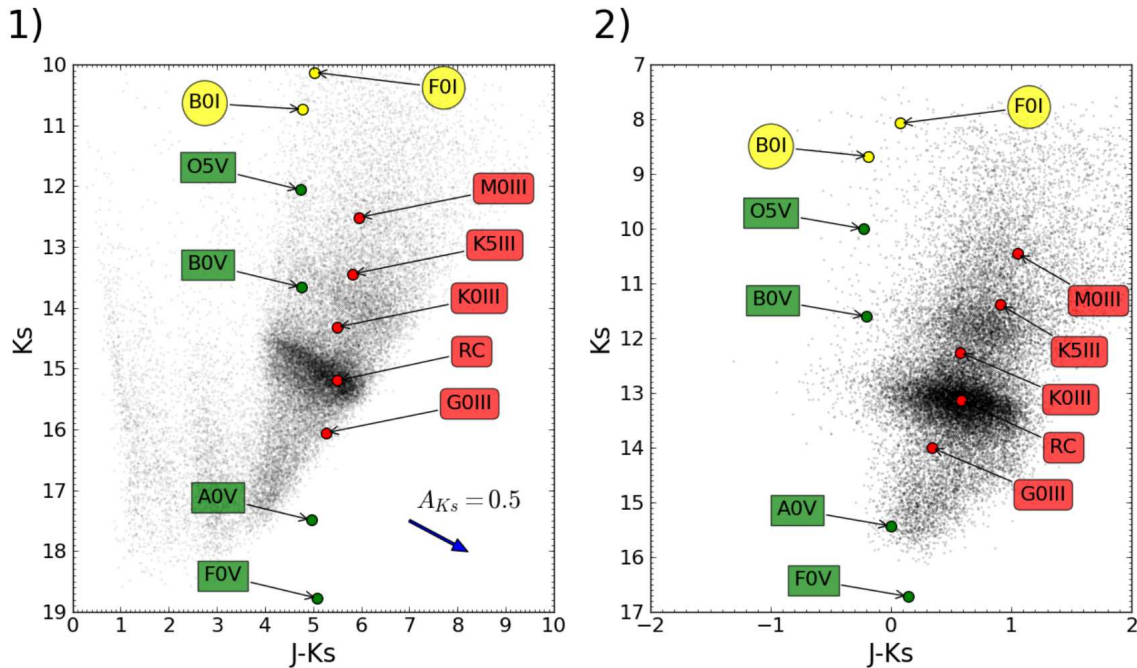 1)
2)
10
11
12
13
14
15
16
17
18
19
Ks
0 1 2 3 4 5 6 7 8 9 10
J-Ks
B0I
F0I
O5V
M0III
B0V
K5III
K0III
RC
G0III
A0V
A_{Ks} = 0.5
F0V
7
8
9
10
11
12
13
14
15
16
17
Ks
−2 −1 0 1 2
J-Ks
F0I
B0I
O5V
B0V
M0III
K5III
K0III
RC
G0III
A0V
F0V